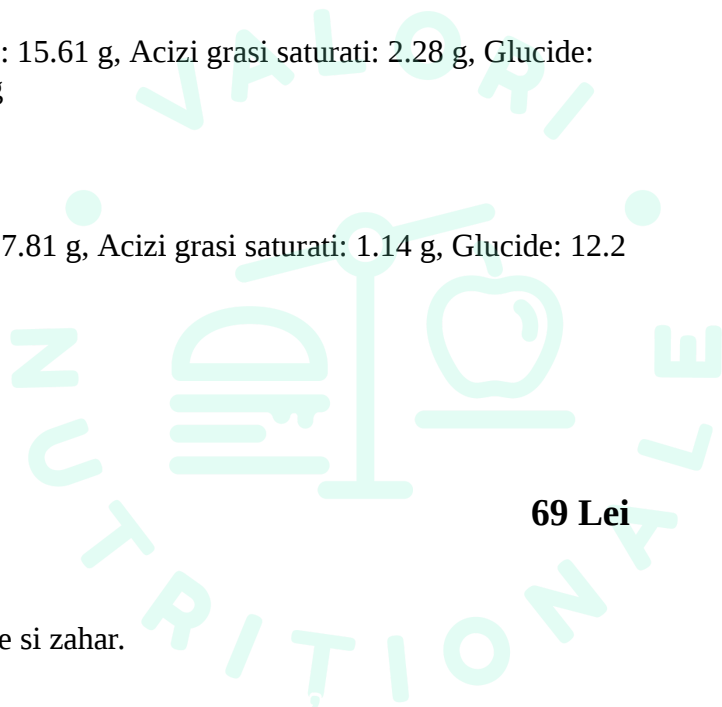 : 15.61 g, Acizi grasi saturati: 2.28 g, Glucide:
g
7.81 g, Acizi grasi saturati: 1.14 g, Glucide: 12.2
69 Lei
e si zahar.
VALORI
NUTRITIONALE